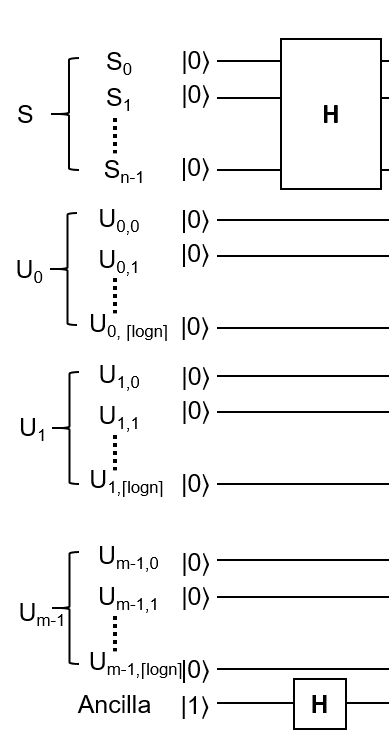 S₀ |0⟩
S₁ |0⟩
S H
Sₙ₋₁ |0⟩
U₀,₀ |0⟩
U₀,₁ |0⟩
U₀
U₀, ⌈logn⌉ |0⟩
U₁,₀ |0⟩
U₁,₁ |0⟩
U₁
U₁,⌈logn⌉ |0⟩
Uₘ₋₁,₀ |0⟩
Uₘ₋₁,₁ |0⟩
Uₘ₋₁
Uₘ₋₁,⌈logn⌉ |0⟩
Ancilla |1⟩ H